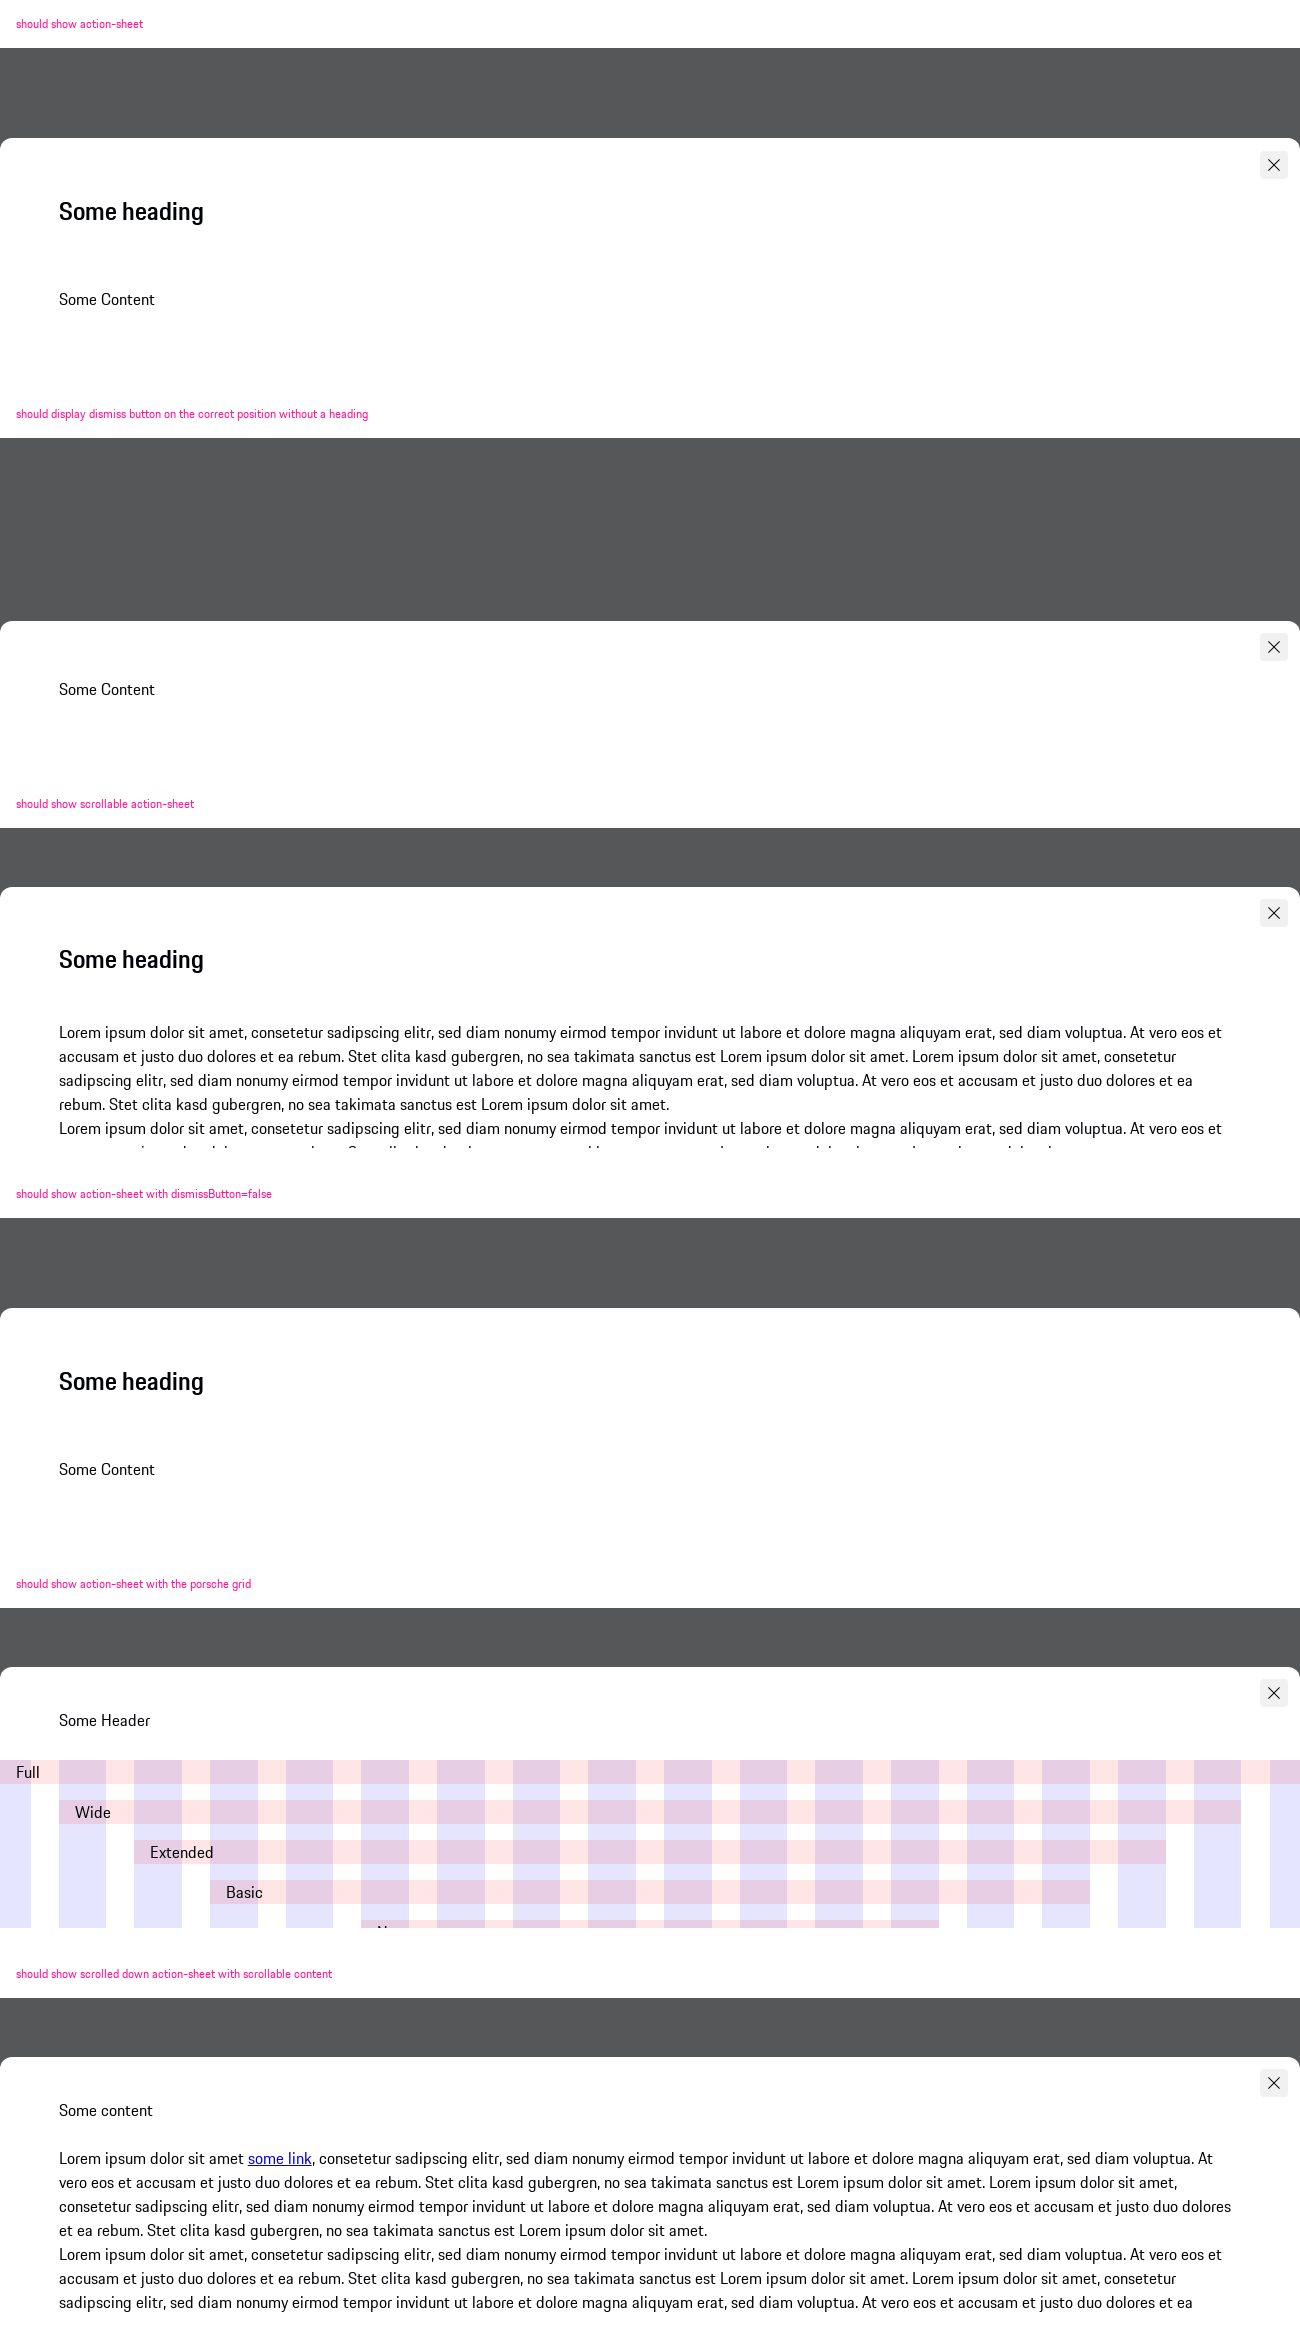 should show action-sheet
Some heading
Some Content
should display dismiss button on the correct position without a heading
Some Content
should show scrollable action-sheet
Some heading
Lorem ipsum dolor sit amet, consetetur sadipscing elitr, sed diam nonumy eirmod tempor invidunt ut labore et dolore magna aliquyam erat, sed diam voluptua. At vero eos et
accusam et justo duo dolores et ea rebum. Stet clita kasd gubergren, no sea takimata sanctus est Lorem ipsum dolor sit amet. Lorem ipsum dolor sit amet, consetetur
sadipscing elitr, sed diam nonumy eirmod tempor invidunt ut labore et dolore magna aliquyam erat, sed diam voluptua. At vero eos et accusam et justo duo dolores et ea
rebum. Stet clita kasd gubergren, no sea takimata sanctus est Lorem ipsum dolor sit amet.
Lorem ipsum dolor sit amet, consetetur sadipscing elitr, sed diam nonumy eirmod tempor invidunt ut labore et dolore magna aliquyam erat, sed diam voluptua. At vero eos et
should show action-sheet with dismissButton=false
Some heading
Some Content
should show action-sheet with the porsche grid
Some Header
Full
Wide
Extended
Basic
should show scrolled down action-sheet with scrollable content
Some content
Lorem ipsum dolor sit amet some link, consetetur sadipscing elitr, sed diam nonumy eirmod tempor invidunt ut labore et dolore magna aliquyam erat, sed diam voluptua. At
vero eos et accusam et justo duo dolores et ea rebum. Stet clita kasd gubergren, no sea takimata sanctus est Lorem ipsum dolor sit amet. Lorem ipsum dolor sit amet,
consetetur sadipscing elitr, sed diam nonumy eirmod tempor invidunt ut labore et dolore magna aliquyam erat, sed diam voluptua. At vero eos et accusam et justo duo dolores
et ea rebum. Stet clita kasd gubergren, no sea takimata sanctus est Lorem ipsum dolor sit amet.
Lorem ipsum dolor sit amet, consetetur sadipscing elitr, sed diam nonumy eirmod tempor invidunt ut labore et dolore magna aliquyam erat, sed diam voluptua. At vero eos et
accusam et justo duo dolores et ea rebum. Stet clita kasd gubergren, no sea takimata sanctus est Lorem ipsum dolor sit amet. Lorem ipsum dolor sit amet, consetetur
sadipscing elitr, sed diam nonumy eirmod tempor invidunt ut labore et dolore magna aliquyam erat, sed diam voluptua. At vero eos et accusam et justo duo dolores et ea